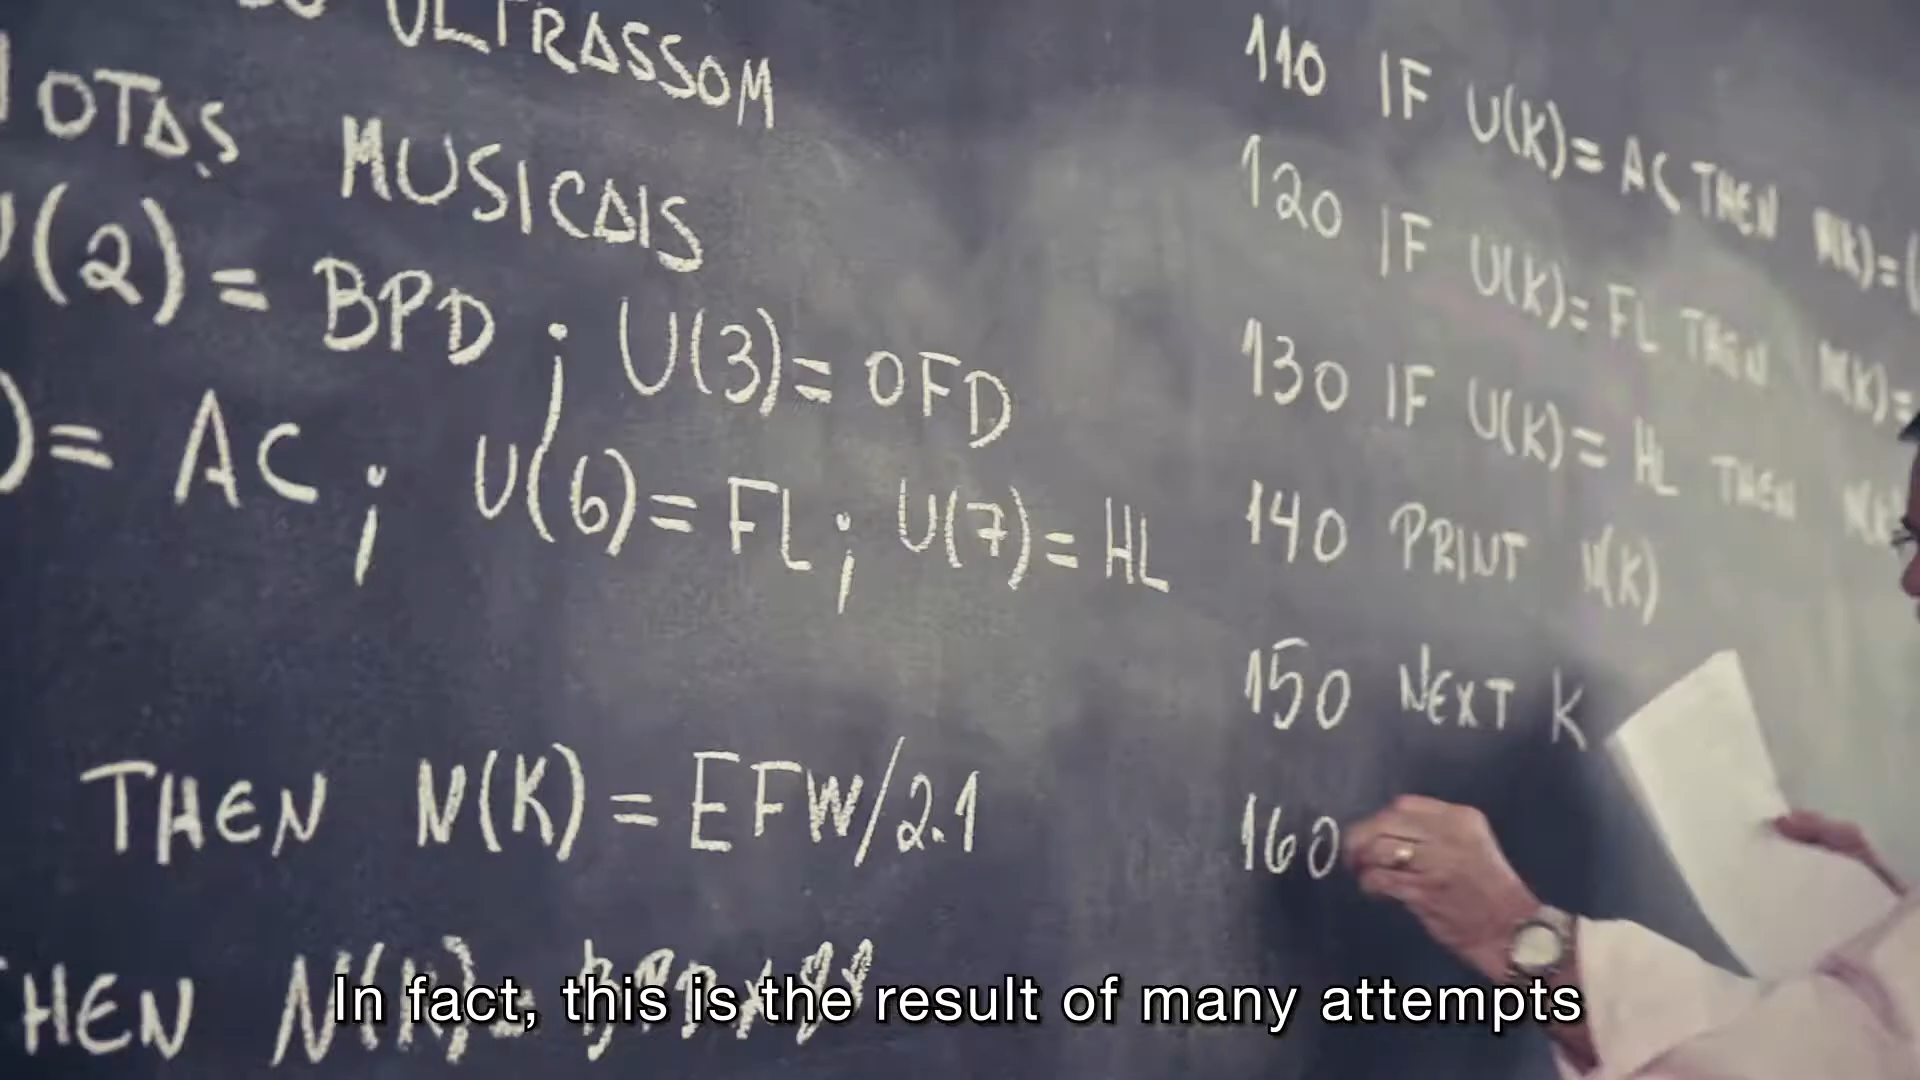 ULTRASSOM
NOTAS MUSICAIS
U(2) = BPD ; U(3) = OFD
) = AC ; U(6) = FL ; U(7) = HL
THEN N(K) = EFW/2.1
THEN N(K) =
110 IF U(K) = AC THEN N(K) = (
120 IF U(K) = FL THEN N(K) =
130 IF U(K) = HL THEN
140 PRINT N(K)
150 NEXT K
160
In fact, this is the result of many attempts